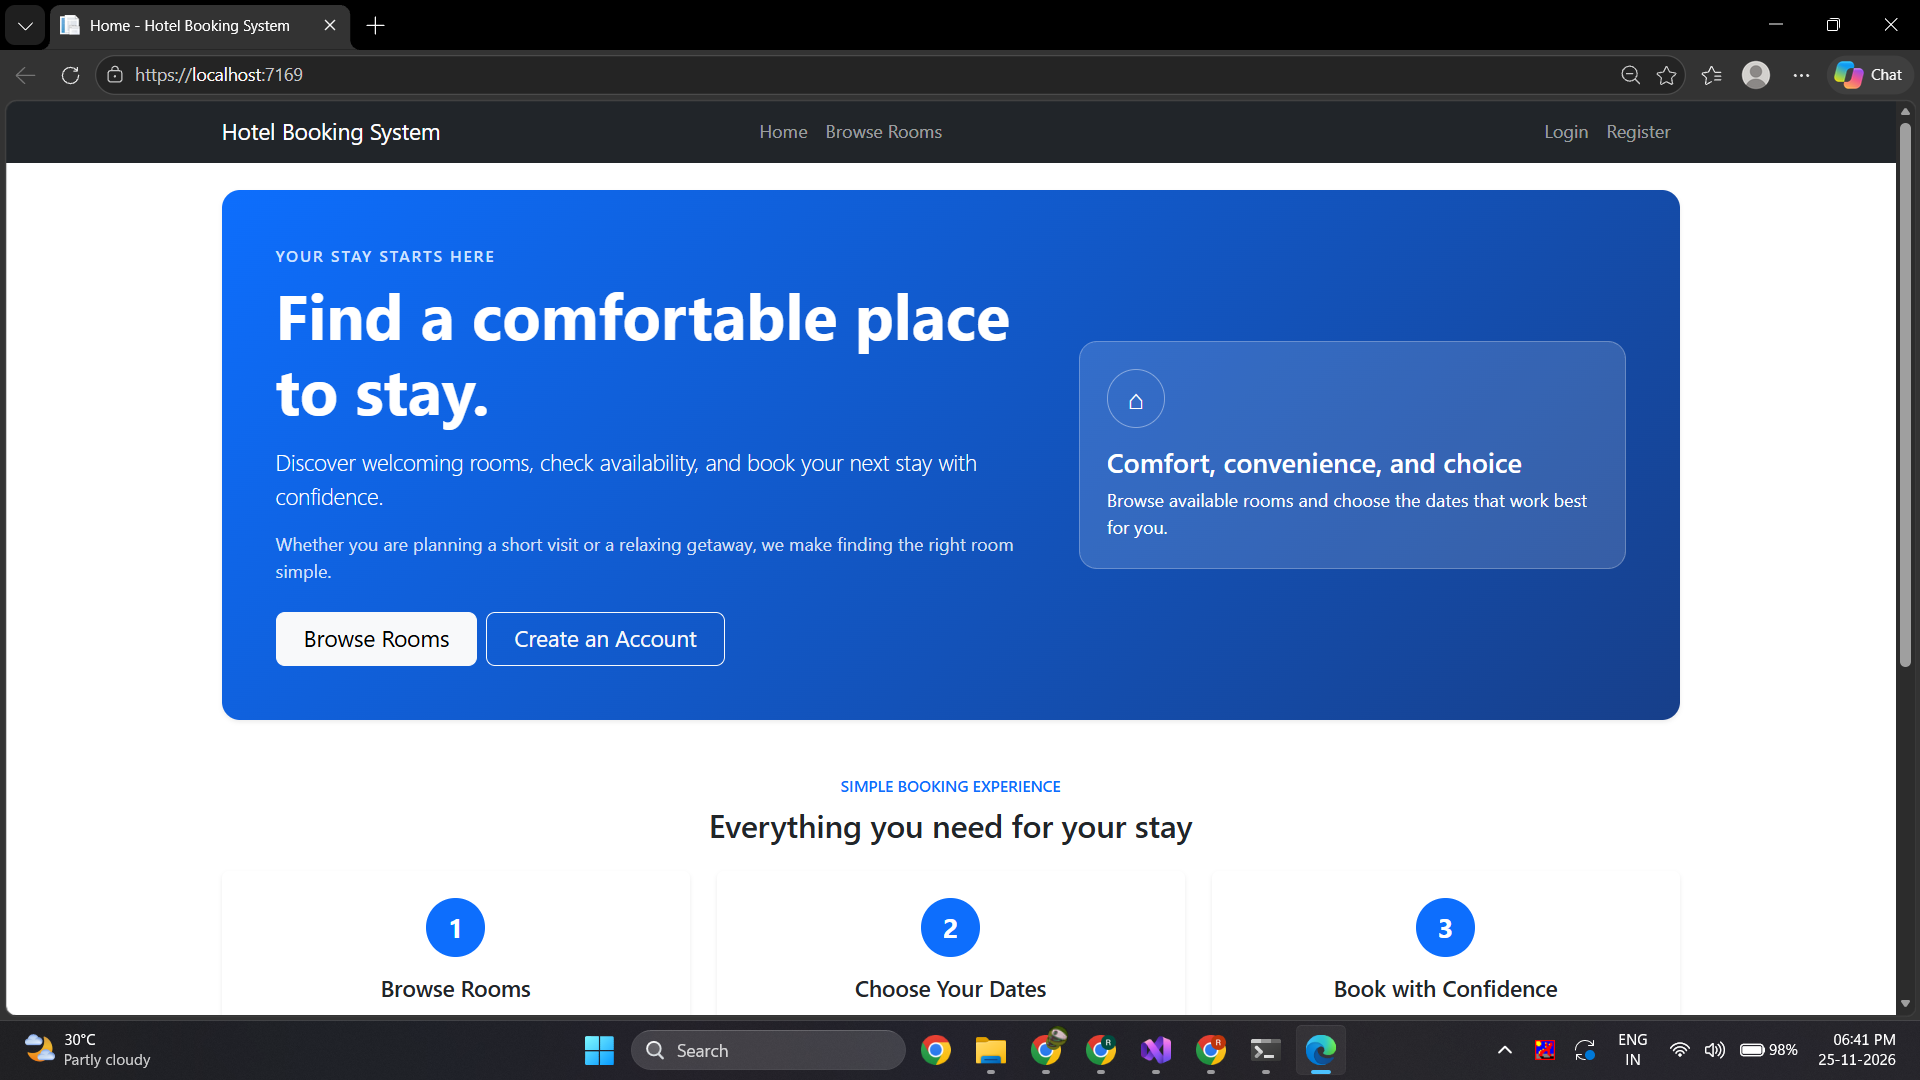 Home - Hotel Booking System
https://localhost:7169
Chat
Hotel Booking System
Home
Browse Rooms
Login
Register
YOUR STAY STARTS HERE
Find a comfortable place
to stay.
Discover welcoming rooms, check availability, and book your next stay with
confidence.
Whether you are planning a short visit or a relaxing getaway, we make finding the right room
simple.
Browse Rooms
Create an Account
Comfort, convenience, and choice
Browse available rooms and choose the dates that work best
for you.
SIMPLE BOOKING EXPERIENCE
Everything you need for your stay
1
Browse Rooms
2
Choose Your Dates
3
Book with Confidence
30°C
Partly cloudy
Search
R
R
ENG
IN
98%
06:41 PM
25-11-2026